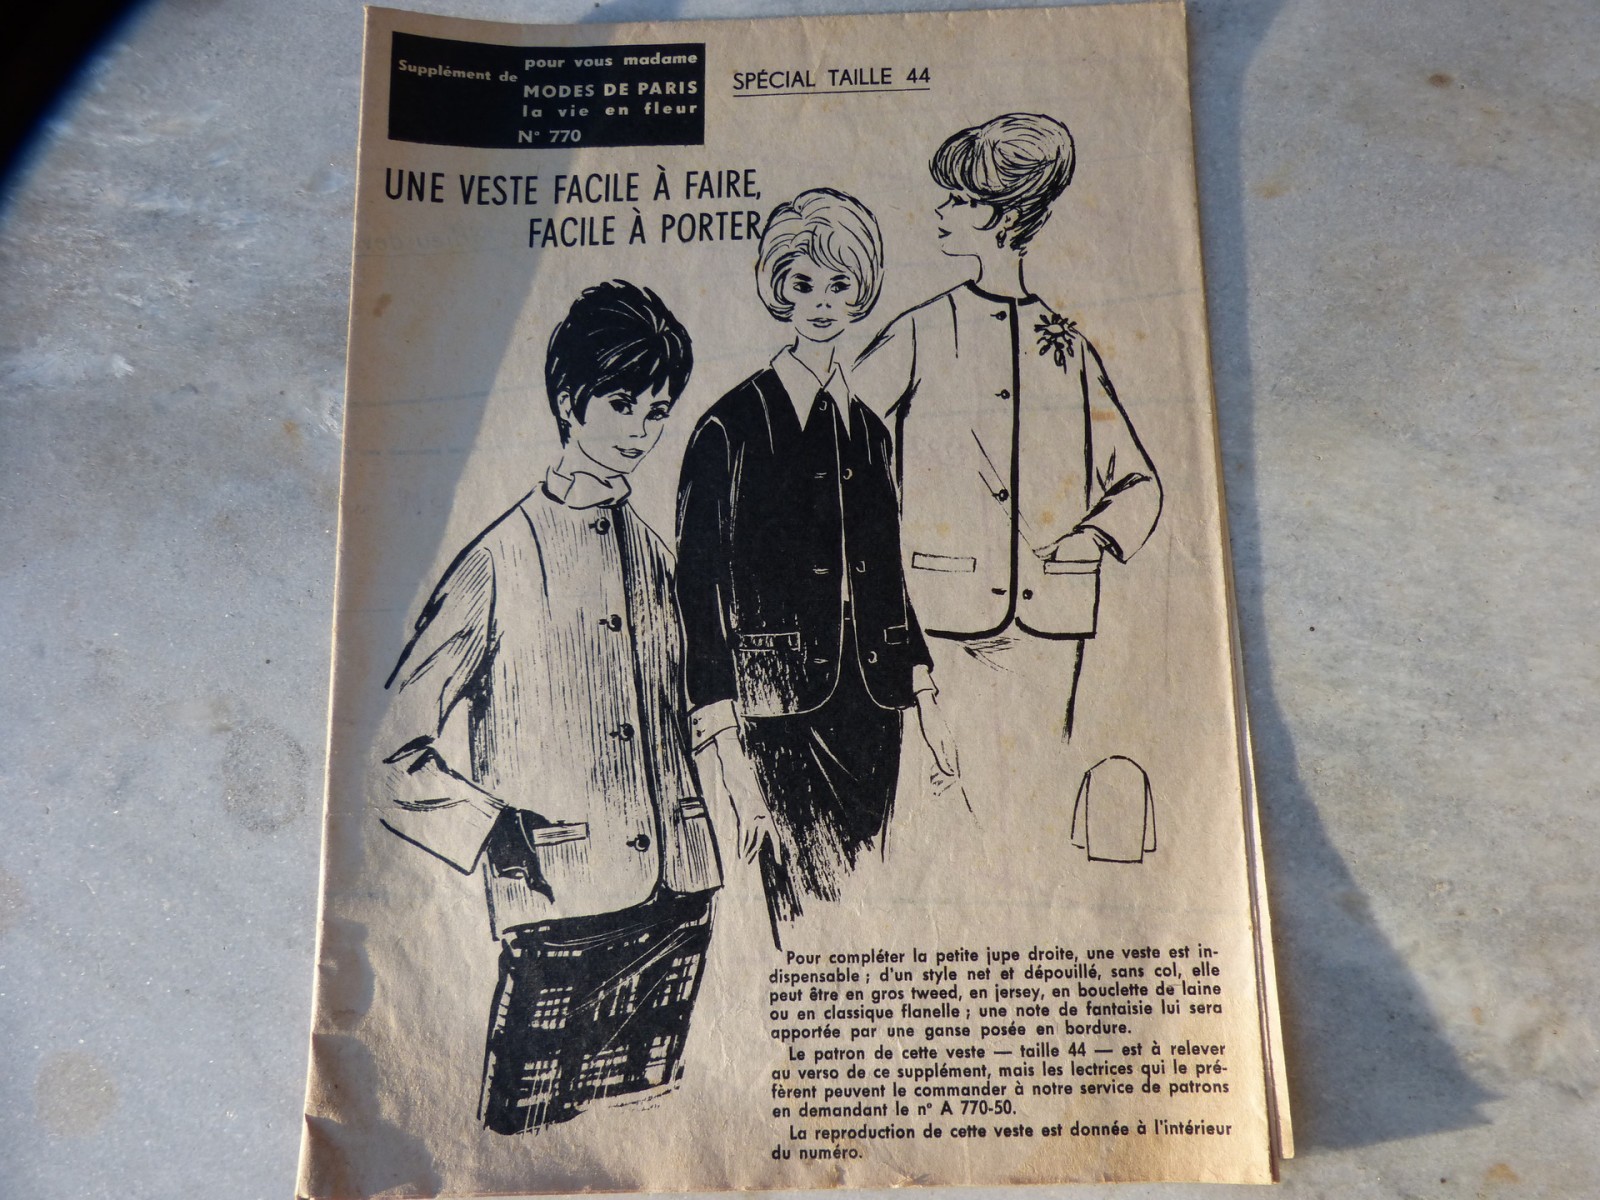 Supplément de
pour vous madame
MODES DE PARIS
la vie en fleur
N° 770
SPÉCIAL TAILLE 44
UNE VESTE FACILE À FAIRE,
FACILE À PORTER
Pour compléter la petite jupe droite, une veste est in-
dispensable ; d'un style net et dépouillé, sans col, elle
peut être en gros tweed, en jersey, en bouclette de laine
ou en classique flanelle ; une note de fantaisie lui sera
apportée par une ganse posée en bordure.
Le patron de cette veste — taille 44 — est à relever
au verso de ce supplément, mais les lectrices qui le pré-
fèrent peuvent le commander à notre service de patrons
en demandant le n° A 770-50.
La reproduction de cette veste est donnée à l'intérieur
du numéro.